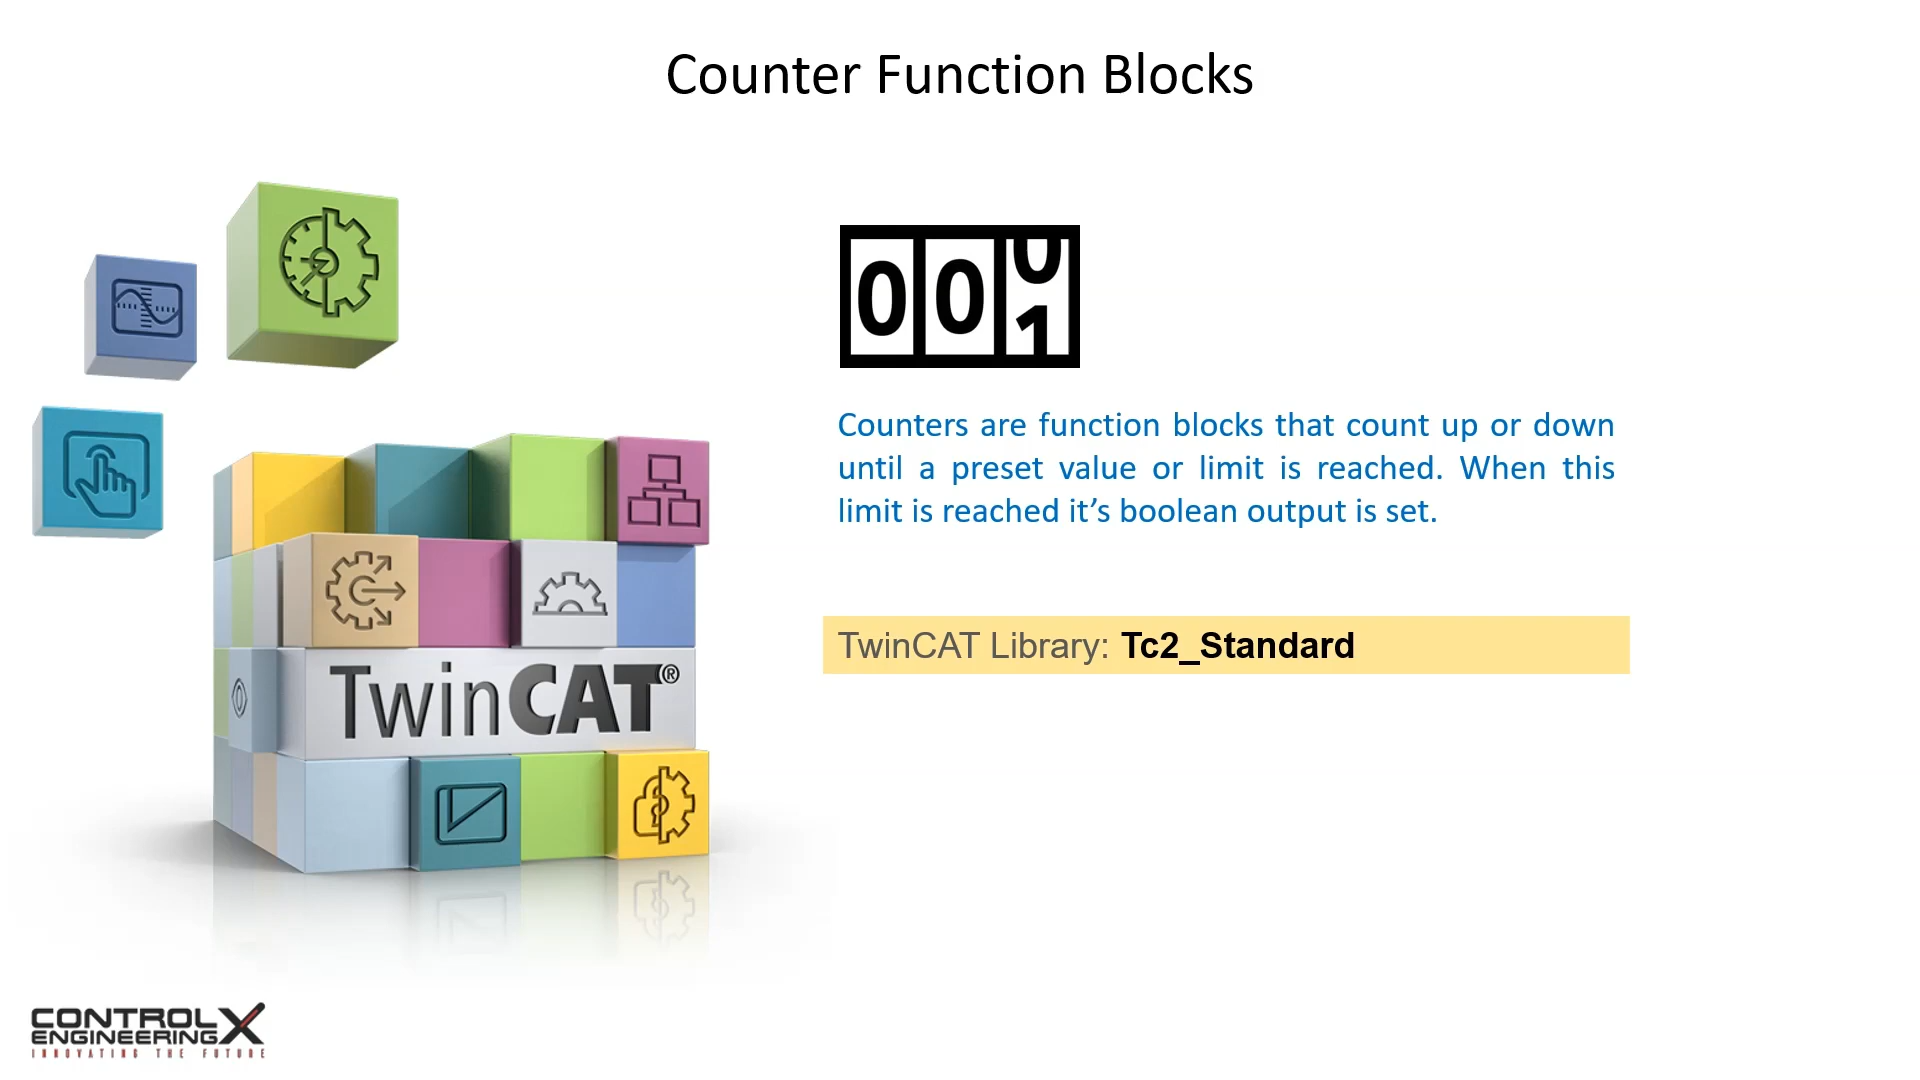 Counter Function Blocks
001
Counters are function blocks that count up or down
until a preset value or limit is reached. When this
limit is reached it’s boolean output is set.
TwinCAT Library: Tc2_Standard
TwinCAT®
CONTROLX
ENGINEERING
INNOVATING THE FUTURE